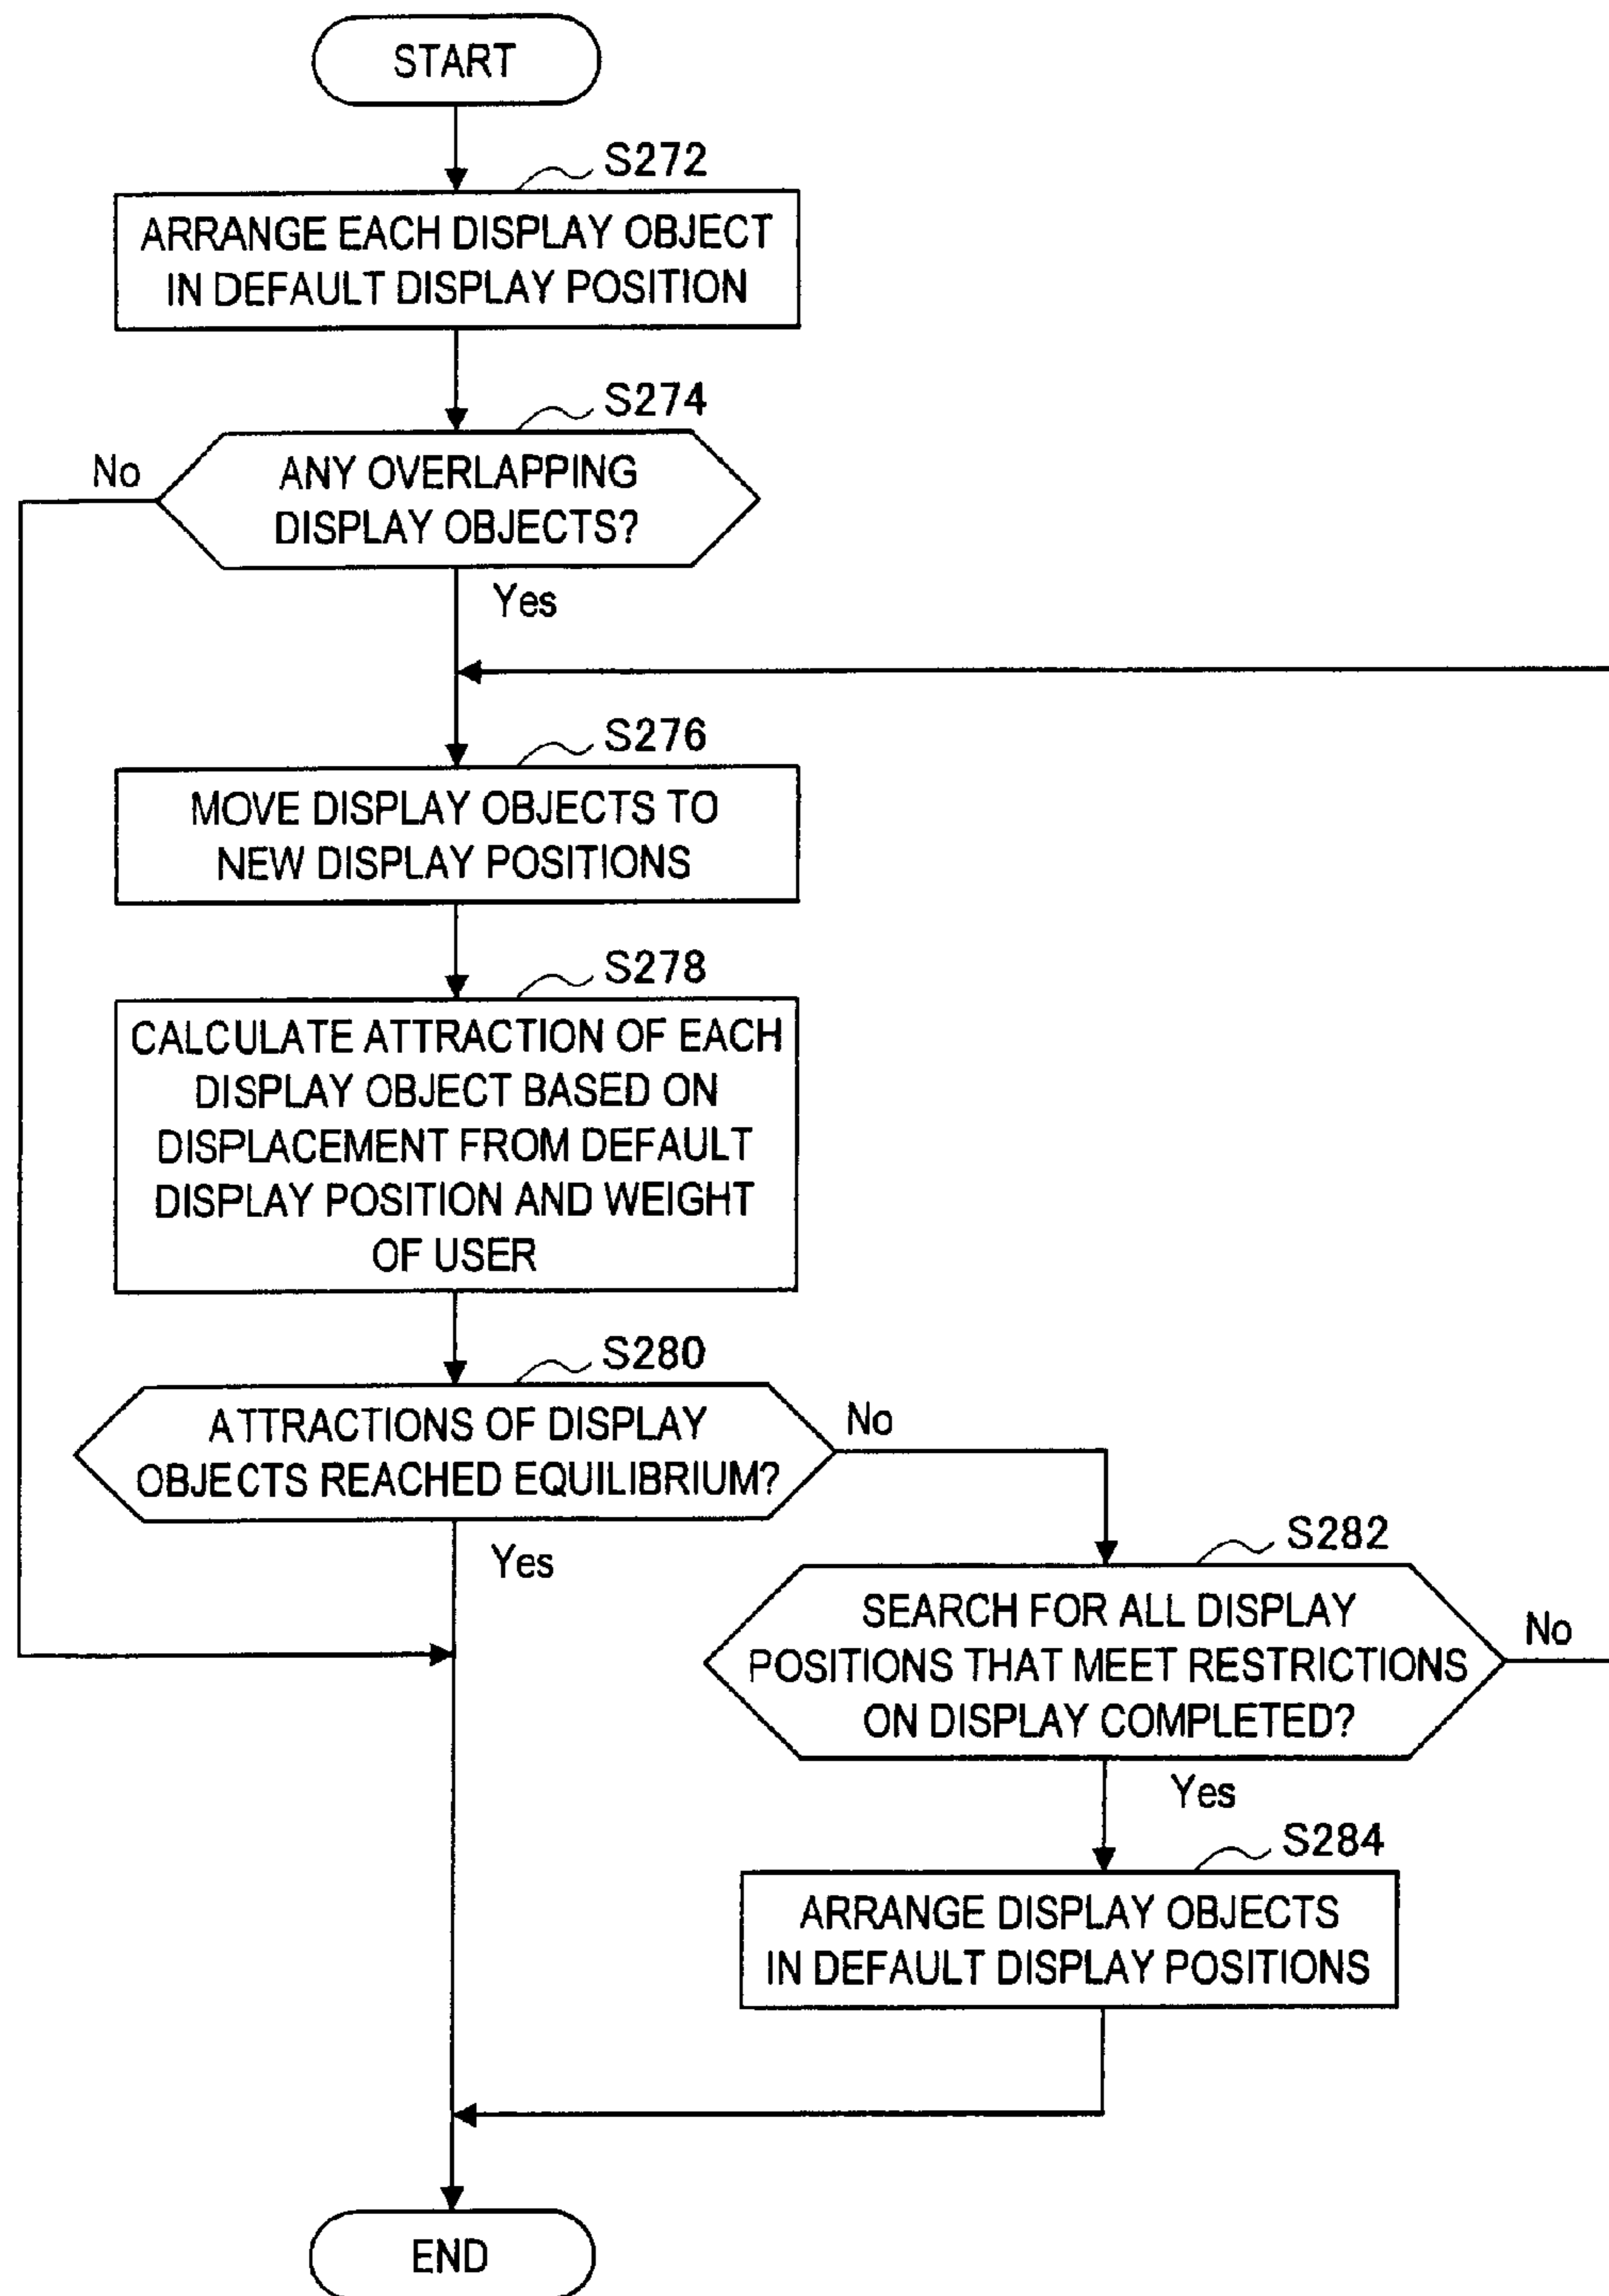 START
S272
ARRANGE EACH DISPLAY OBJECT
IN DEFAULT DISPLAY POSITION
S274
No
ANY OVERLAPPING
DISPLAY OBJECTS?
Yes
S276
MOVE DISPLAY OBJECTS TO
NEW DISPLAY POSITIONS
S278
CALCULATE ATTRACTION OF EACH
DISPLAY OBJECT BASED ON
DISPLACEMENT FROM DEFAULT
DISPLAY POSITION AND WEIGHT
OF USER
S280
ATTRACTIONS OF DISPLAY
OBJECTS REACHED EQUILIBRIUM?
No
Yes
S282
SEARCH FOR ALL DISPLAY
POSITIONS THAT MEET RESTRICTIONS
ON DISPLAY COMPLETED?
No
Yes
S284
ARRANGE DISPLAY OBJECTS
IN DEFAULT DISPLAY POSITIONS
END